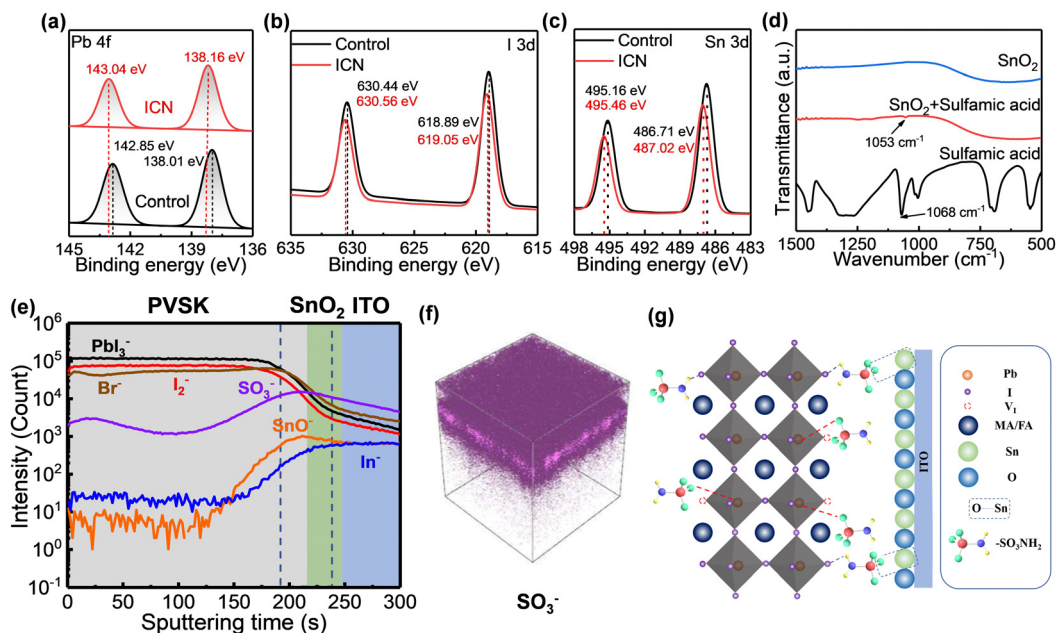 (a)
Pb 4f
138.16 eV
143.04 eV
ICN
142.85 eV
138.01 eV
Control
145 142 139 136
Binding energy (eV)
(b)
Control
ICN
I 3d
630.44 eV
630.56 eV
618.89 eV
619.05 eV
635 630 625 620 615
Binding energy (eV)
(c)
Sn 3d
Control
ICN
495.16 eV
495.46 eV
486.71 eV
487.02 eV
498 495 492 489 486 483
Binding energy (eV)
(d)
Transmittance (a.u.)
SnO2
SnO2+Sulfamic acid
1053 cm-1
Sulfamic acid
1068 cm-1
1500 1250 1000 750 500
Wavenumber (cm-1)
(e)
PVSK SnO2 ITO
Intensity (Count)
10^6
10^5
10^4
10^3
10^2
10^1
10^0
10^-1
PbI3-
Br-
I2-
SO3-
SnO-
In-
0 50 100 150 200 250 300
Sputtering time (s)
(f)
SO3-
(g)
ITO
Pb
I
VI
MA/FA
Sn
O
O Sn
-SO3NH2